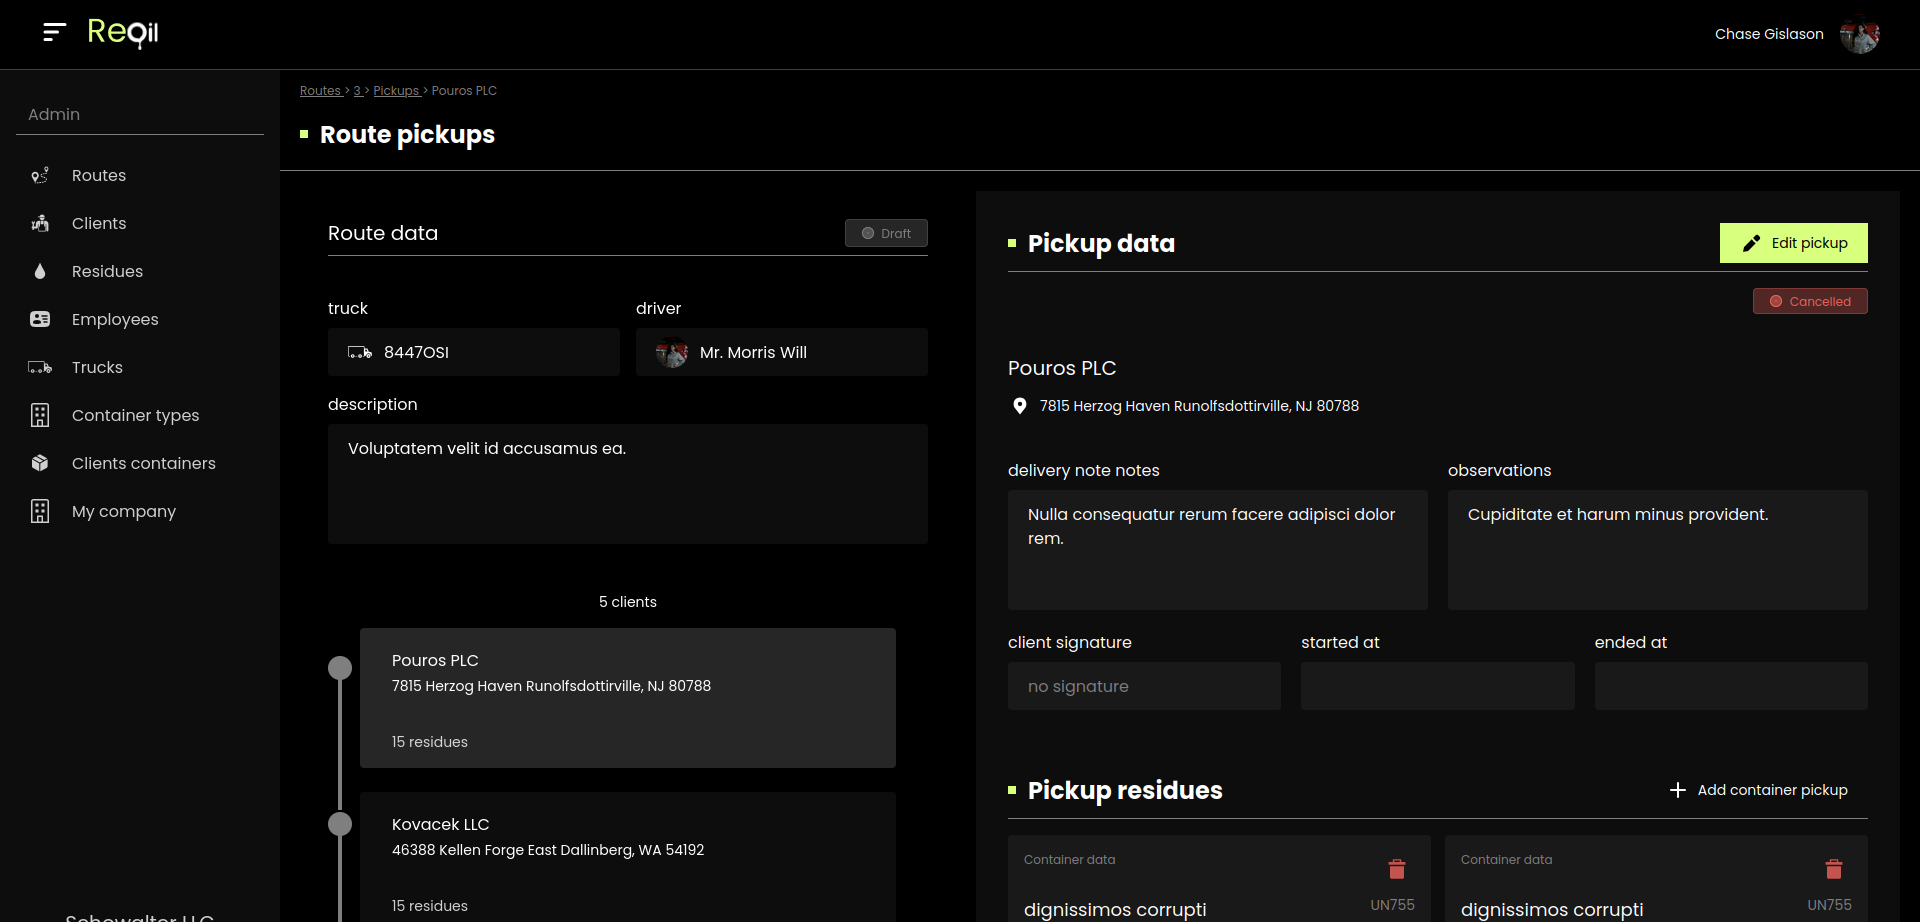 Reqil
Chase Gislason
Admin
Routes
Clients
Residues
Employees
Trucks
Container types
Clients containers
My company
Schowalter LLC
Routes > 3 > Pickups > Pouros PLC
Route pickups
Route data
Draft
truck
driver
8447OSI
Mr. Morris Will
description
Voluptatem velit id accusamus ea.
5 clients
Pouros PLC
7815 Herzog Haven Runolfsdottirville, NJ 80788
15 residues
Kovacek LLC
46388 Kellen Forge East Dallinberg, WA 54192
15 residues
Pickup data
Edit pickup
Cancelled
Pouros PLC
7815 Herzog Haven Runolfsdottirville, NJ 80788
delivery note notes
observations
Nulla consequatur rerum facere adipisci dolor
rem.
Cupiditate et harum minus provident.
client signature
started at
ended at
no signature
Pickup residues
Add container pickup
Container data
dignissimos corrupti
UN755
Container data
dignissimos corrupti
UN755